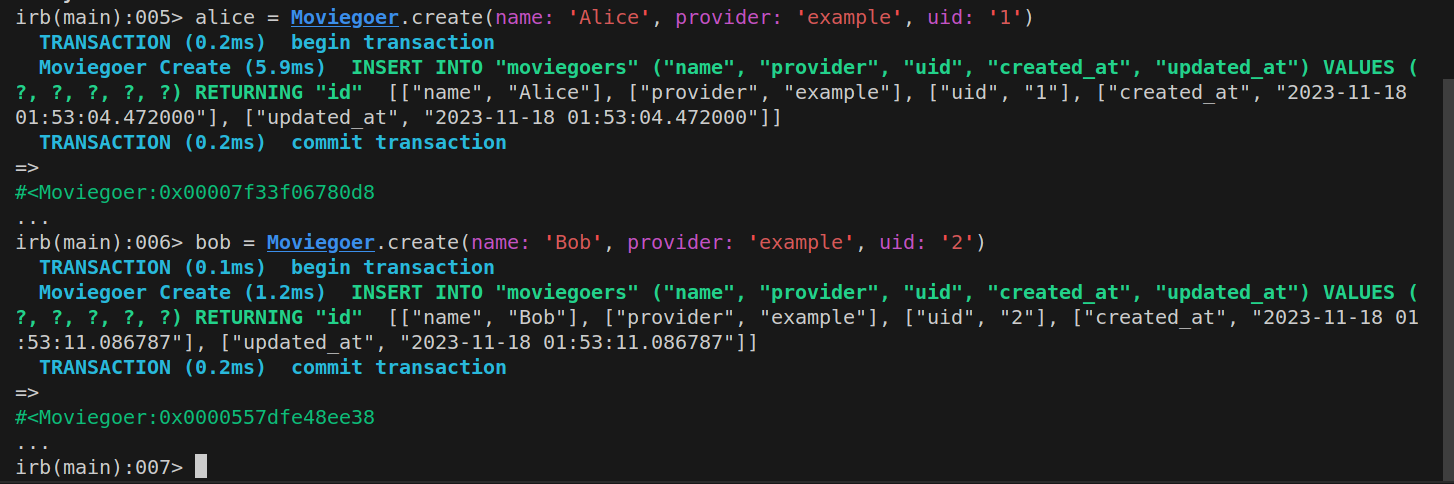 irb(main):005> alice = Moviegoer.create(name: 'Alice', provider: 'example', uid: '1')
  TRANSACTION (0.2ms)  begin transaction
  Moviegoer Create (5.9ms)  INSERT INTO "moviegoers" ("name", "provider", "uid", "created_at", "updated_at") VALUES (
?, ?, ?, ?, ?) RETURNING "id"  [["name", "Alice"], ["provider", "example"], ["uid", "1"], ["created_at", "2023-11-18
01:53:04.472000"], ["updated_at", "2023-11-18 01:53:04.472000"]]
  TRANSACTION (0.2ms)  commit transaction
=>
#<Moviegoer:0x00007f33f06780d8
...
irb(main):006> bob = Moviegoer.create(name: 'Bob', provider: 'example', uid: '2')
  TRANSACTION (0.1ms)  begin transaction
  Moviegoer Create (1.2ms)  INSERT INTO "moviegoers" ("name", "provider", "uid", "created_at", "updated_at") VALUES (
?, ?, ?, ?, ?) RETURNING "id"  [["name", "Bob"], ["provider", "example"], ["uid", "2"], ["created_at", "2023-11-18 01
:53:11.086787"], ["updated_at", "2023-11-18 01:53:11.086787"]]
  TRANSACTION (0.2ms)  commit transaction
=>
#<Moviegoer:0x0000557dfe48ee38
...
irb(main):007>